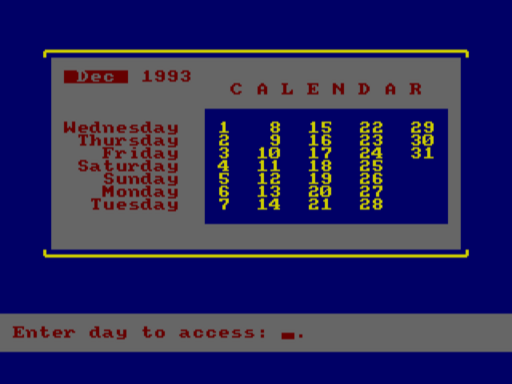 Dec 1993
C A L E N D A R
Wednesday 1 8 15 22 29
Thursday 2 9 16 23 30
Friday 3 10 17 24 31
Saturday 4 11 18 25
Sunday 5 12 19 26
Monday 6 13 20 27
Tuesday 7 14 21 28
Enter day to access: _.